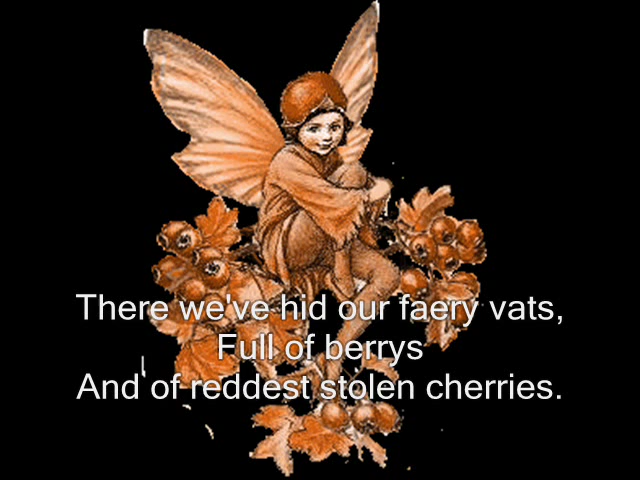 There we've hid our faery vats,
Full of berrys
And of reddest stolen cherries.